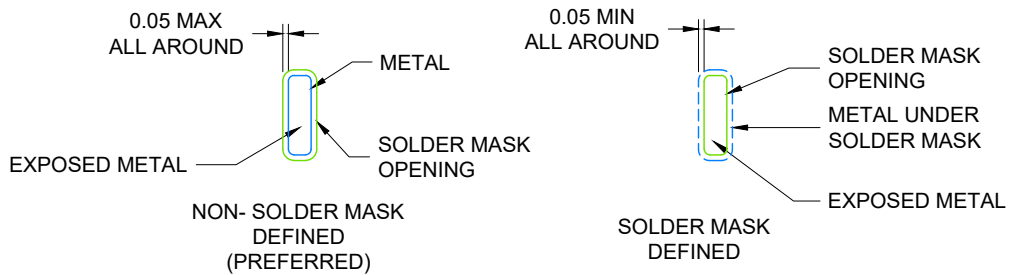 0.05 MAX
ALL AROUND
METAL
EXPOSED METAL
SOLDER MASK
OPENING
NON- SOLDER MASK
DEFINED
(PREFERRED)
0.05 MIN
ALL AROUND
SOLDER MASK
OPENING
METAL UNDER
SOLDER MASK
EXPOSED METAL
SOLDER MASK
DEFINED